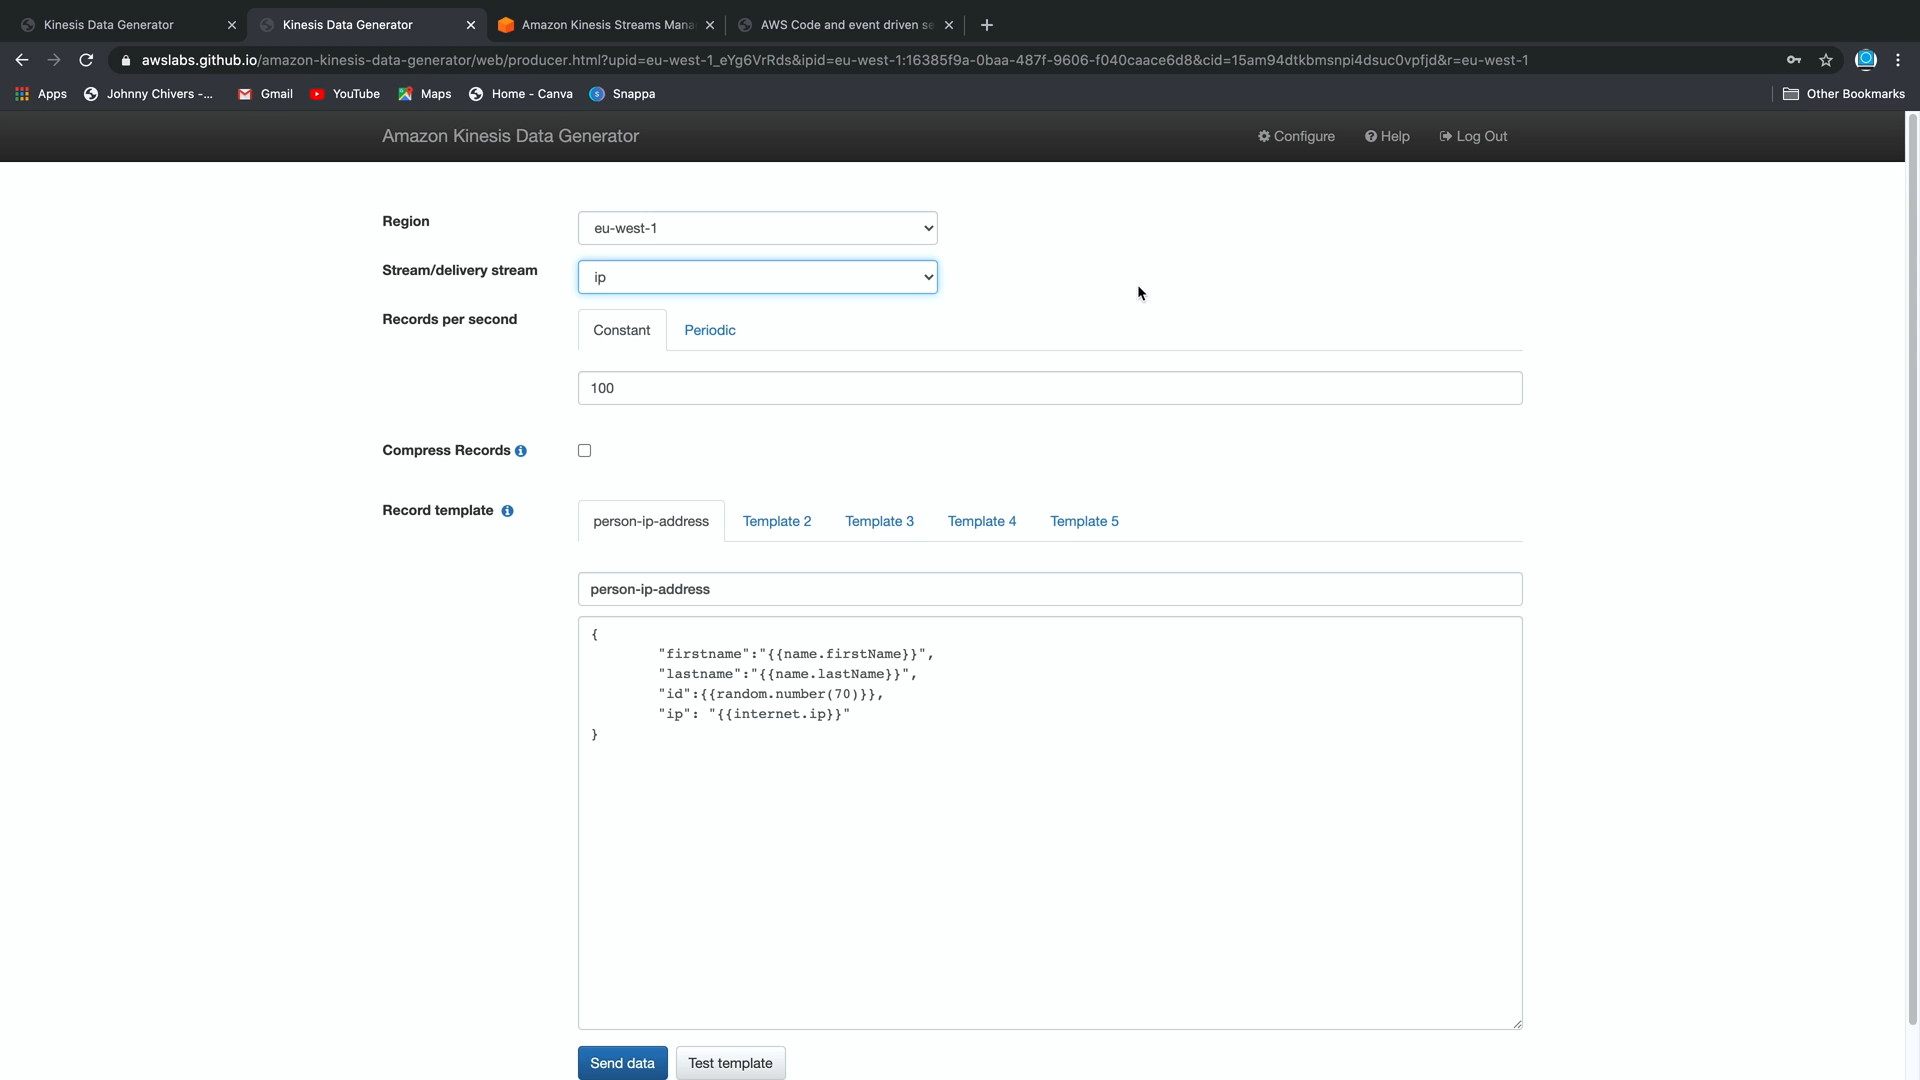 Kinesis Data Generator
Kinesis Data Generator
Amazon Kinesis Streams Mana
AWS Code and event driven se
awslabs.github.io/amazon-kinesis-data-generator/web/producer.html?upid=eu-west-1_eYg6VrRds&ipid=eu-west-1:16385f9a-0baa-487f-9606-f040caace6d8&cid=15am94dtkbmsnpi4dsuc0vpfjd&r=eu-west-1
Apps
Johnny Chivers -...
Gmail
YouTube
Maps
Home - Canva
Snappa
Other Bookmarks
Amazon Kinesis Data Generator
Configure
Help
Log Out
Region
eu-west-1
Stream/delivery stream
ip
Records per second
Constant
Periodic
100
Compress Records
Record template
person-ip-address
Template 2
Template 3
Template 4
Template 5
person-ip-address
{
"firstname":"{{name.firstName}}",
"lastname":"{{name.lastName}}",
"id":{{random.number(70)}},
"ip": "{{internet.ip}}"
}
Send data
Test template